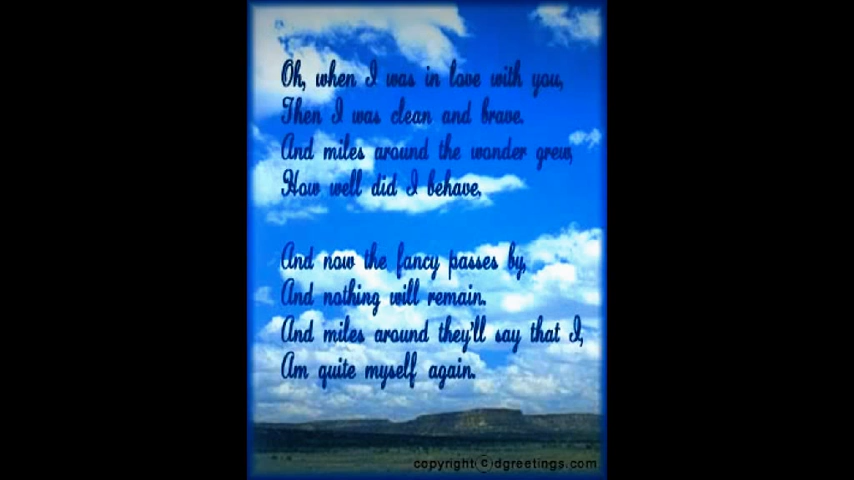 Oh, when I was in love with you,
Then I was clean and brave.
And miles around the wonder grew,
How well did I behave.
And now the fancy passes by,
And nothing will remain.
And miles around they'll say that I,
Am quite myself again.
copyright©dgreetings.com